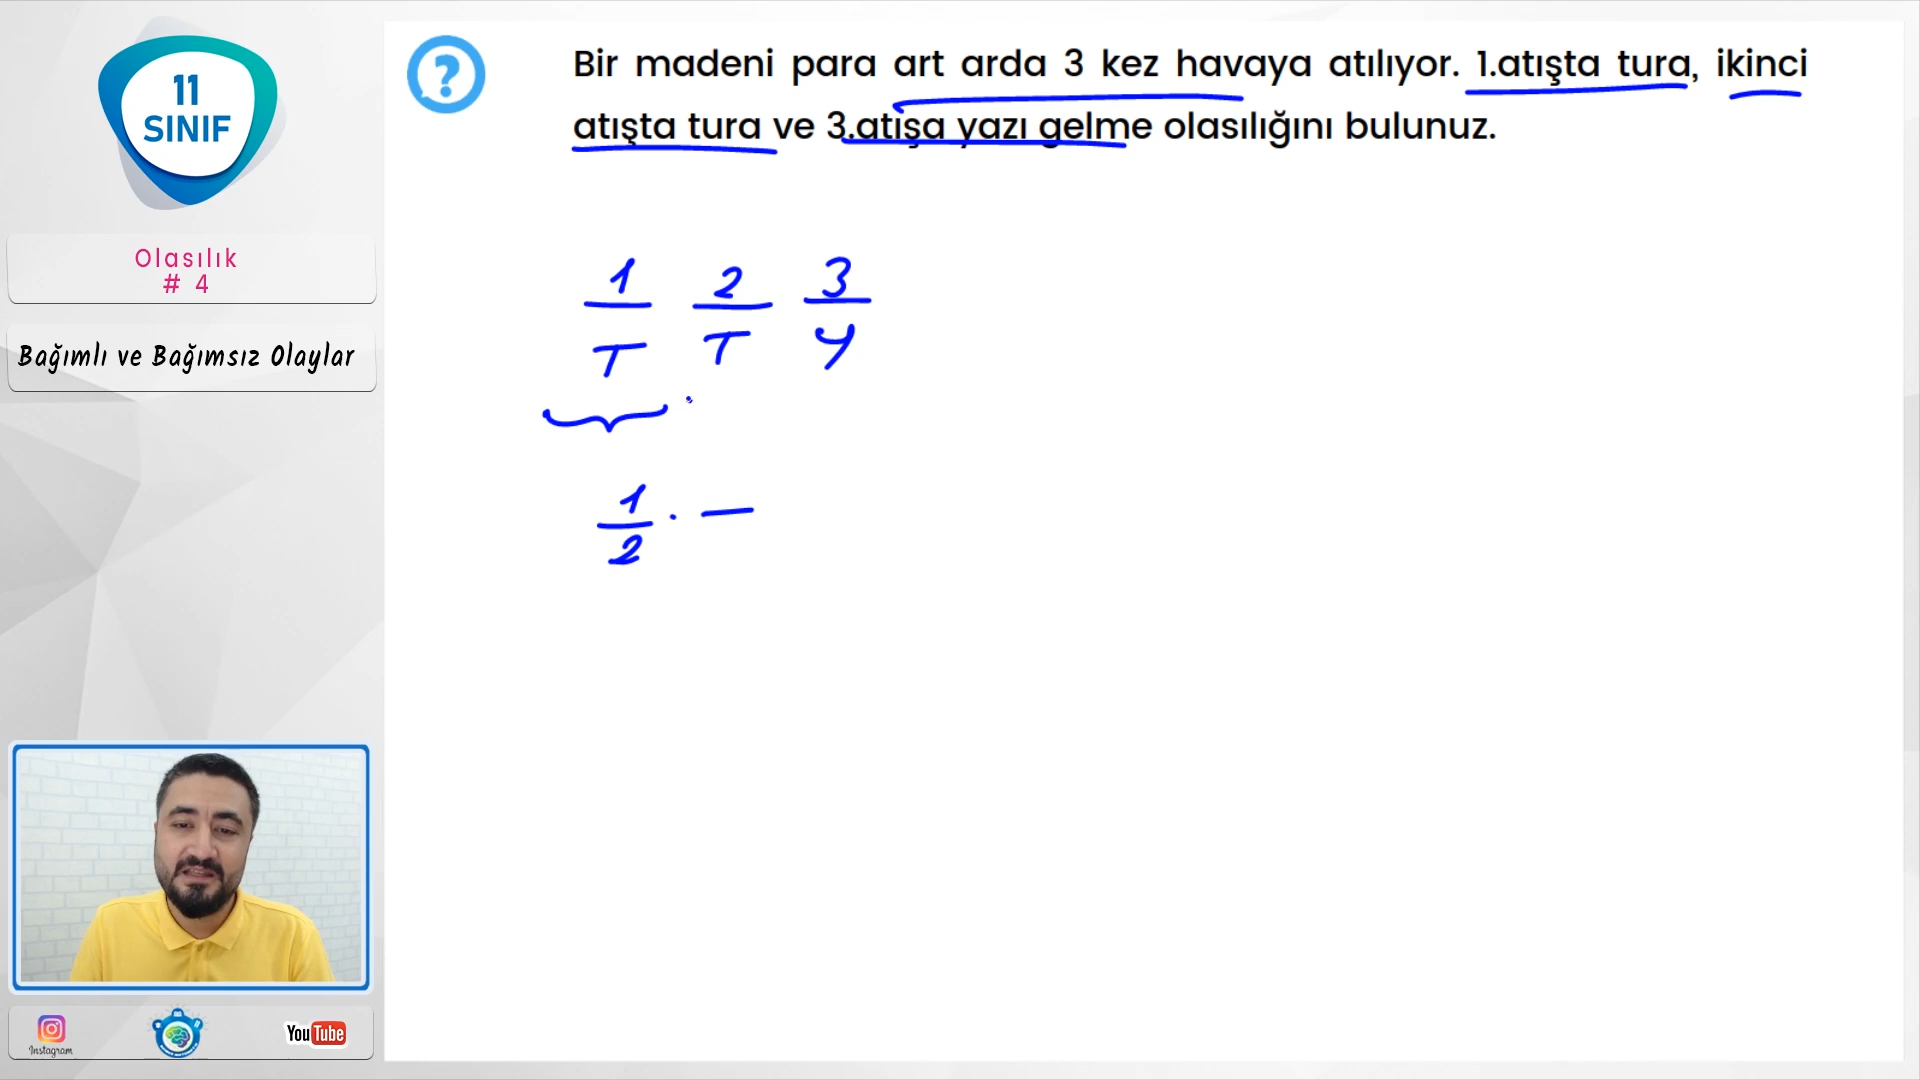 11
SINIF
Olasılık
# 4
Bağımlı ve Bağımsız Olaylar
Bir madeni para art arda 3 kez havaya atılıyor. 1.atışta tura, ikinci
atışta tura ve 3.atışa yazı gelme olasılığını bulunuz.
1 2 3
T T Y
1
2
.
Instagram
YouTube